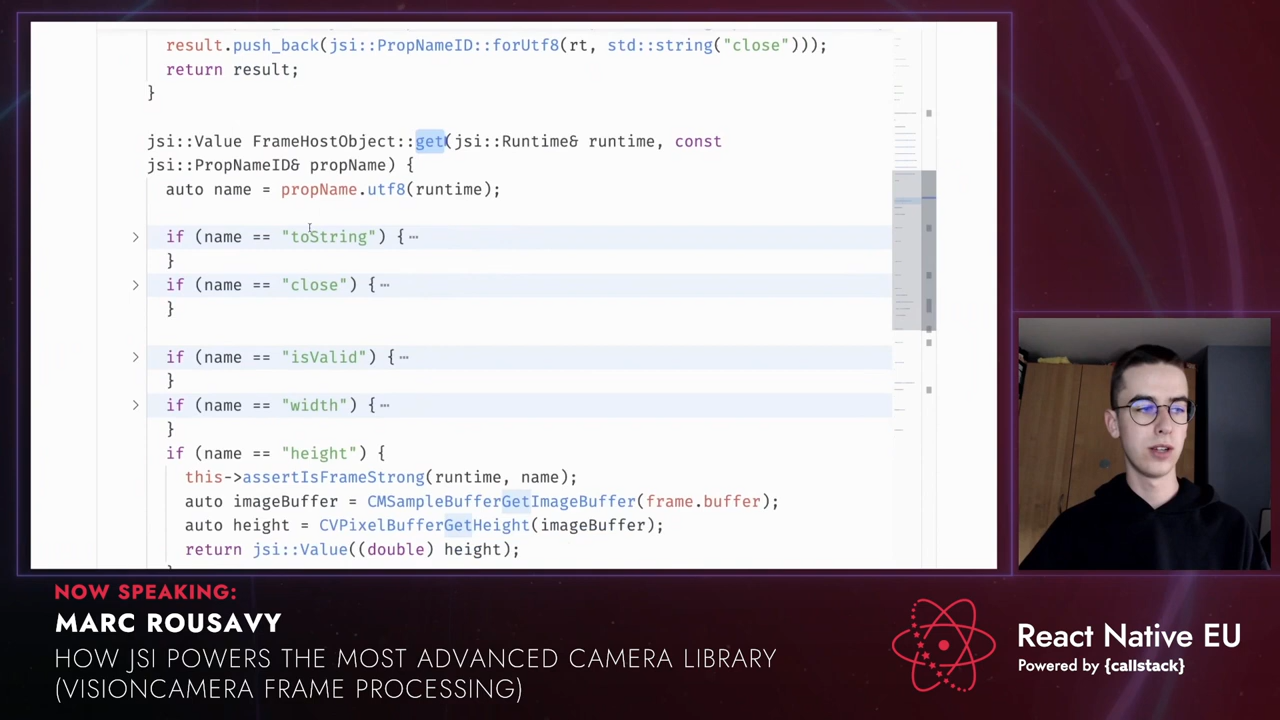 result.push_back(jsi::PropNameID::forUtf8(rt, std::string("close")));
return result;
}
jsi::Value FrameHostObject::get(jsi::Runtime& runtime, const
jsi::PropNameID& propName) {
auto name = propName.utf8(runtime);
if (name == "toString") {⋯
}
if (name == "close") {⋯
}
if (name == "isValid") {⋯
}
if (name == "width") {⋯
}
if (name == "height") {
this->assertIsFrameStrong(runtime, name);
auto imageBuffer = CMSampleBufferGetImageBuffer(frame.buffer);
auto height = CVPixelBufferGetHeight(imageBuffer);
return jsi::Value((double) height);
NOW SPEAKING:
MARC ROUSAVY
HOW JSI POWERS THE MOST ADVANCED CAMERA LIBRARY
(VISIONCAMERA FRAME PROCESSING)
React Native EU
Powered by {callstack}